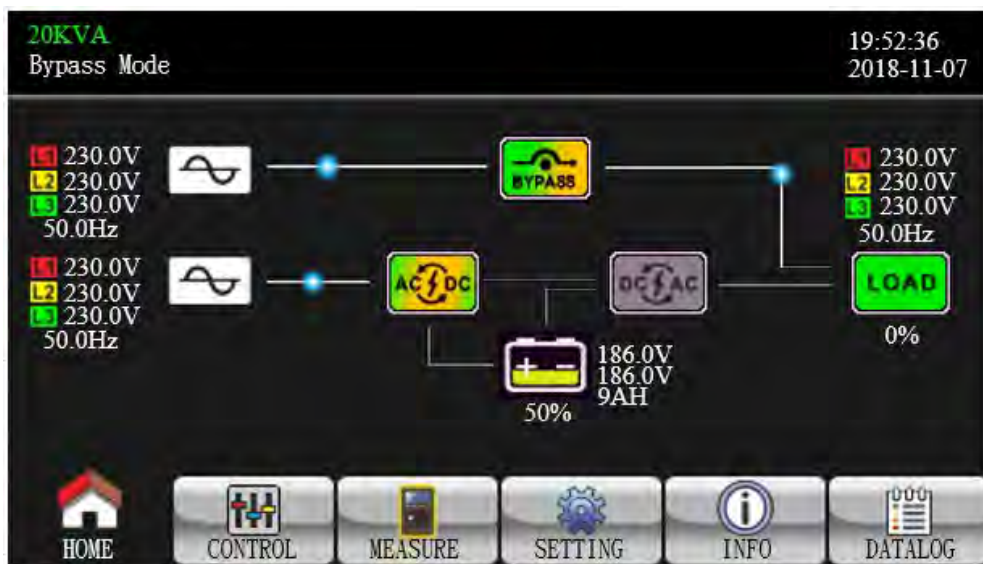 20KVA
Bypass Mode
19:52:36
2018-11-07
L1 230.0V
L2 230.0V
L3 230.0V
50.0Hz
BYPASS
L1 230.0V
L2 230.0V
L3 230.0V
50.0Hz
L1 230.0V
L2 230.0V
L3 230.0V
50.0Hz
AC DC
DC AC
LOAD
0%
+ −
186.0V
186.0V
9AH
50%
HOME
CONTROL
MEASURE
SETTING
INFO
DATALOG